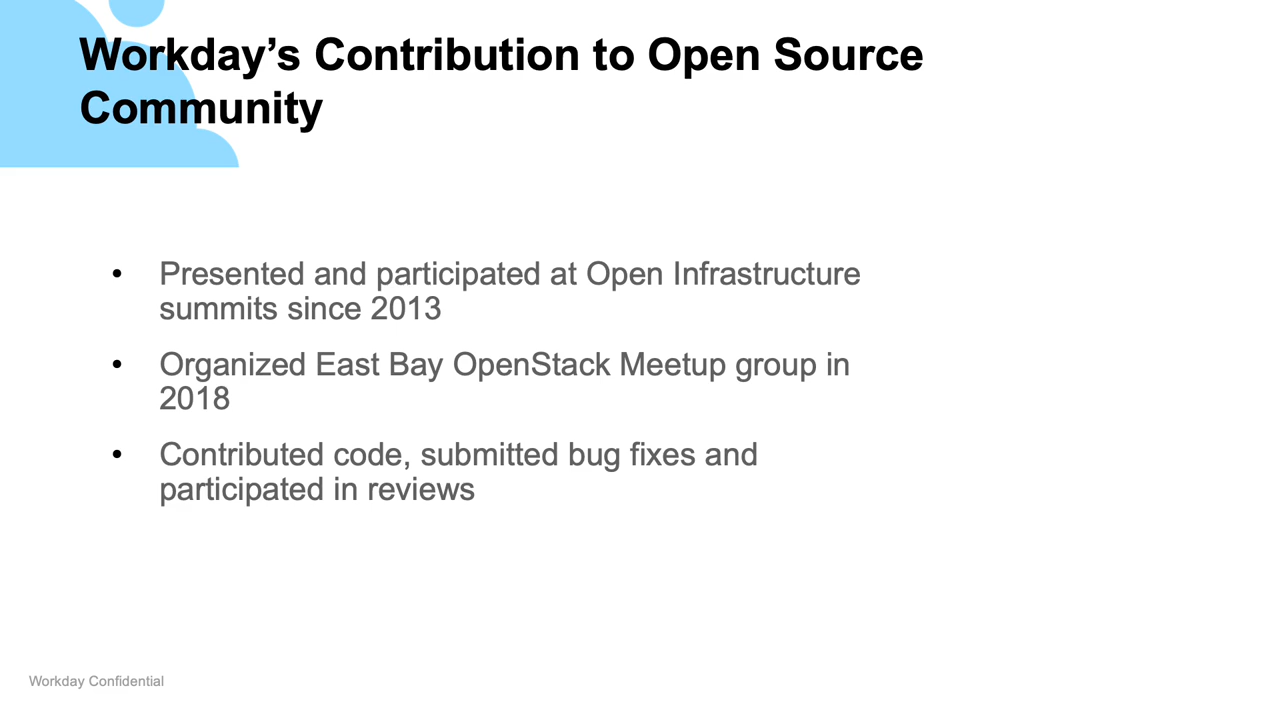 Workday’s Contribution to Open Source
Community
• Presented and participated at Open Infrastructure
summits since 2013
• Organized East Bay OpenStack Meetup group in
2018
• Contributed code, submitted bug fixes and
participated in reviews
Workday Confidential